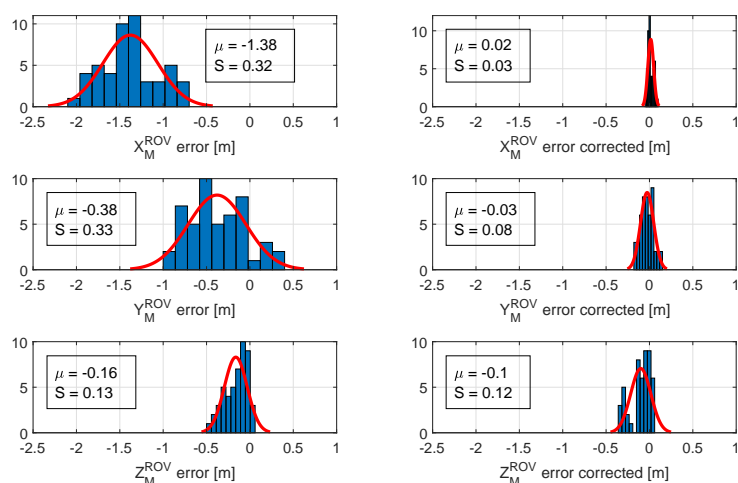 10
5
0
μ = -1.38
S = 0.32
-2.5 -2 -1.5 -1 -0.5 0 0.5 1
X_M^ROV error [m]
10
5
0
μ = 0.02
S = 0.03
-2.5 -2 -1.5 -1 -0.5 0 0.5 1
X_M^ROV error corrected [m]
10
5
0
μ = -0.38
S = 0.33
-2.5 -2 -1.5 -1 -0.5 0 0.5 1
Y_M^ROV error [m]
10
5
0
μ = -0.03
S = 0.08
-2.5 -2 -1.5 -1 -0.5 0 0.5 1
Y_M^ROV error corrected [m]
10
5
0
μ = -0.16
S = 0.13
-2.5 -2 -1.5 -1 -0.5 0 0.5 1
Z_M^ROV error [m]
10
5
0
μ = -0.1
S = 0.12
-2.5 -2 -1.5 -1 -0.5 0 0.5 1
Z_M^ROV error corrected [m]